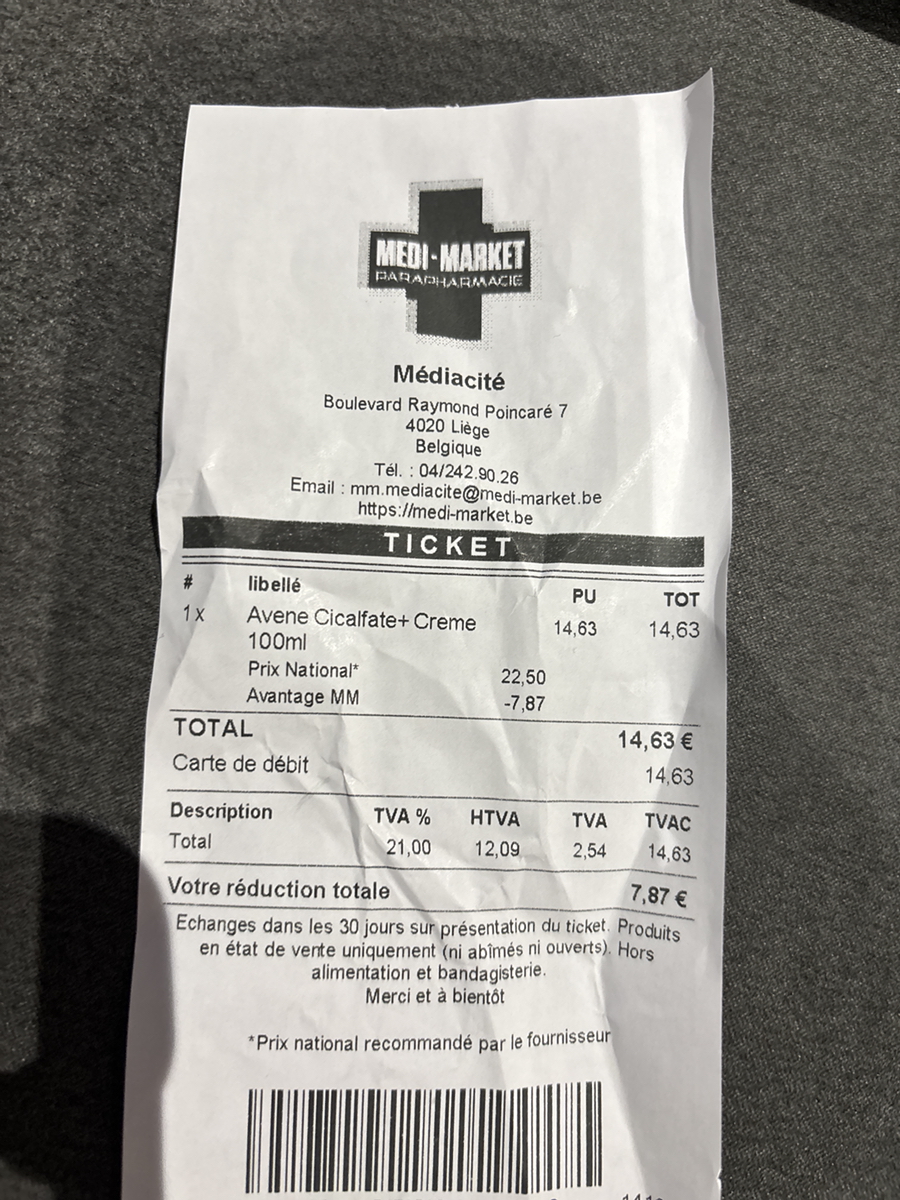 MEDI-MARKET
PARAPHARMACIE
Médiacité
Boulevard Raymond Poincaré 7
4020 Liège
Belgique
Tél. : 04/242.90.26
Email : mm.mediacite@medi-market.be
https://medi-market.be
TICKET
# libellé PU TOT
1 x Avene Cicalfate+ Creme 14,63 14,63
100ml
Prix National* 22,50
Avantage MM -7,87
TOTAL 14,63 €
Carte de débit 14,63
Description TVA % HTVA TVA TVAC
Total 21,00 12,09 2,54 14,63
Votre réduction totale 7,87 €
Echanges dans les 30 jours sur présentation du ticket. Produits
en état de vente uniquement (ni abîmés ni ouverts). Hors
alimentation et bandagisterie.
Merci et à bientôt
*Prix national recommandé par le fournisseur